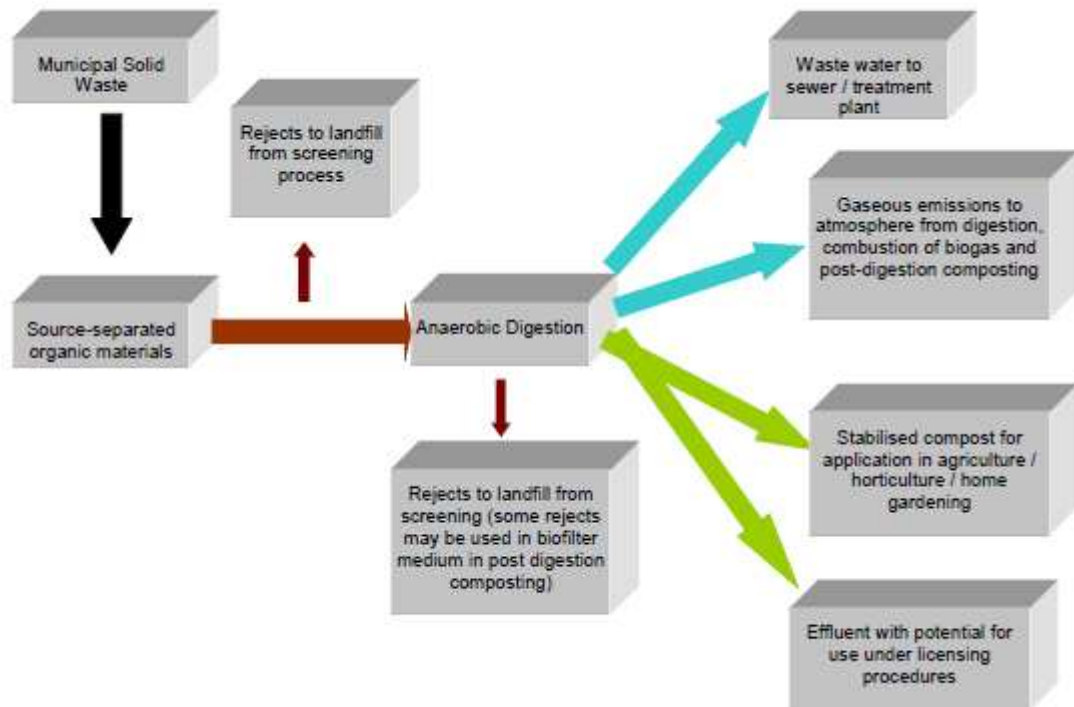 Municipal Solid
Waste
Rejects to landfill
from screening
process
Source-separated
organic materials
Anaerobic Digestion
Rejects to landfill from
screening (some rejects
may be used in biofilter
medium in post digestion
composting)
Waste water to
sewer / treatment
plant
Gaseous emissions to
atmosphere from digestion,
combustion of biogas and
post-digestion composting
Stabilised compost for
application in agriculture /
horticulture / home
gardening
Effluent with potential for
use under licensing
procedures